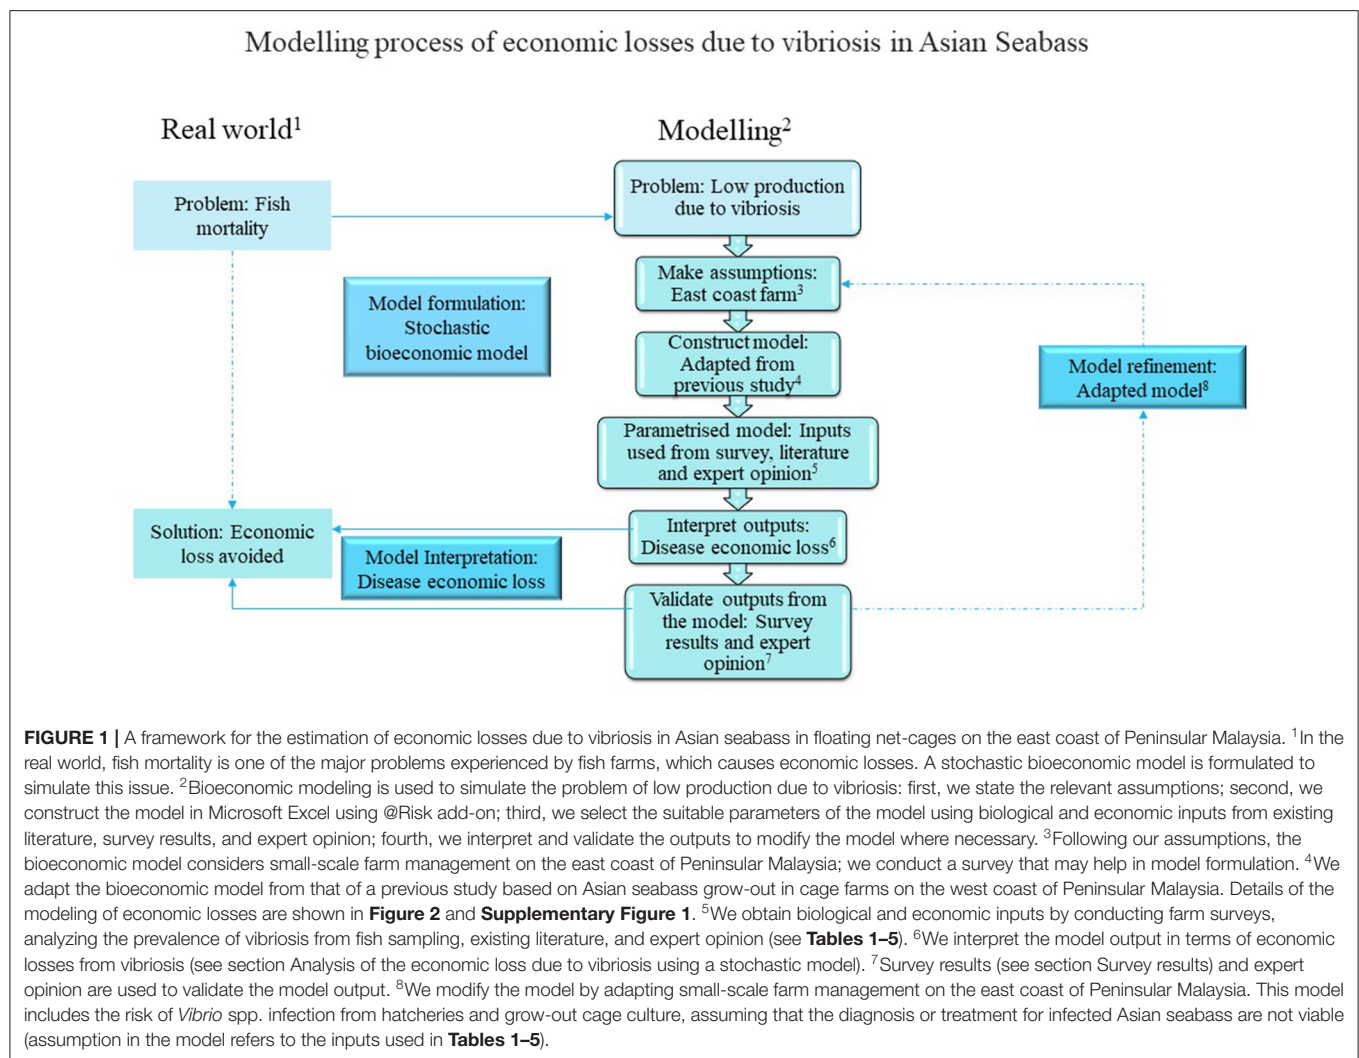 Modelling process of economic losses due to vibriosis in Asian Seabass
Real world¹
Modelling²
Problem: Fish
mortality
Problem: Low production
due to vibriosis
Make assumptions:
East coast farm³
Model formulation:
Stochastic
bioeconomic model
Construct model:
Adapted from
previous study⁴
Model refinement:
Adapted model⁸
Parametrised model: Inputs
used from survey, literature
and expert opinion⁵
Solution: Economic
loss avoided
Interpret outputs:
Disease economic loss⁶
Model Interpretation:
Disease economic loss
Validate outputs from
the model: Survey
results and expert
opinion⁷
FIGURE 1 | A framework for the estimation of economic losses due to vibriosis in Asian seabass in floating net-cages on the east coast of Peninsular Malaysia. ¹In the
real world, fish mortality is one of the major problems experienced by fish farms, which causes economic losses. A stochastic bioeconomic model is formulated to
simulate this issue. ²Bioeconomic modeling is used to simulate the problem of low production due to vibriosis: first, we state the relevant assumptions; second, we
construct the model in Microsoft Excel using @Risk add-on; third, we select the suitable parameters of the model using biological and economic inputs from existing
literature, survey results, and expert opinion; fourth, we interpret and validate the outputs to modify the model where necessary. ³Following our assumptions, the
bioeconomic model considers small-scale farm management on the east coast of Peninsular Malaysia; we conduct a survey that may help in model formulation. ⁴We
adapt the bioeconomic model from that of a previous study based on Asian seabass grow-out in cage farms on the west coast of Peninsular Malaysia. Details of the
modeling of economic losses are shown in Figure 2 and Supplementary Figure 1. ⁵We obtain biological and economic inputs by conducting farm surveys,
analyzing the prevalence of vibriosis from fish sampling, existing literature, and expert opinion (see Tables 1–5). ⁶We interpret the model output in terms of economic
losses from vibriosis (see section Analysis of the economic loss due to vibriosis using a stochastic model). ⁷Survey results (see section Survey results) and expert
opinion are used to validate the model output. ⁸We modify the model by adapting small-scale farm management on the east coast of Peninsular Malaysia. This model
includes the risk of Vibrio spp. infection from hatcheries and grow-out cage culture, assuming that the diagnosis or treatment for infected Asian seabass are not viable
(assumption in the model refers to the inputs used in Tables 1–5).